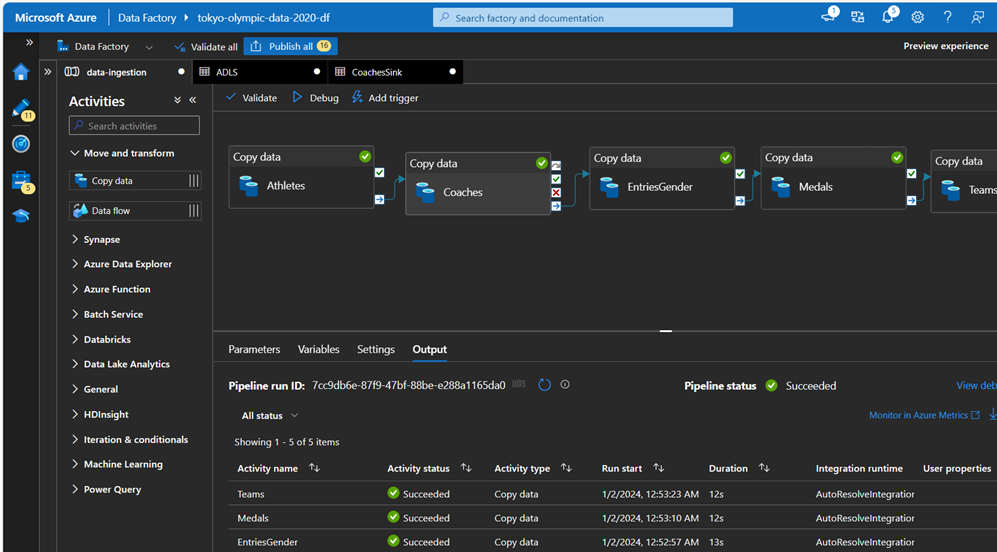 Microsoft Azure
Data Factory
tokyo-olympic-data-2020-df
Search factory and documentation
1
5
Data Factory
Validate all
Publish all
16
Preview experience
data-ingestion
ADLS
CoachesSink
Activities
Search activities
Move and transform
Copy data
Data flow
Synapse
Azure Data Explorer
Azure Function
Batch Service
Databricks
Data Lake Analytics
General
HDInsight
Iteration & conditionals
Machine Learning
Power Query
11
5
Validate
Debug
Add trigger
Copy data
Athletes
Copy data
Coaches
Copy data
EntriesGender
Copy data
Medals
Copy data
Teams
Parameters
Variables
Settings
Output
Pipeline run ID: 7cc9db6e-87f9-47bf-88be-e288a1165da0
Pipeline status
Succeeded
View deb
All status
Monitor in Azure Metrics
Showing 1 - 5 of 5 items
Activity name Activity status Activity type Run start Duration Integration runtime User properties
Teams Succeeded Copy data 1/2/2024, 12:53:23 AM 12s AutoResolveIntegration
Medals Succeeded Copy data 1/2/2024, 12:53:10 AM 12s AutoResolveIntegration
EntriesGender Succeeded Copy data 1/2/2024, 12:52:57 AM 13s AutoResolveIntegration